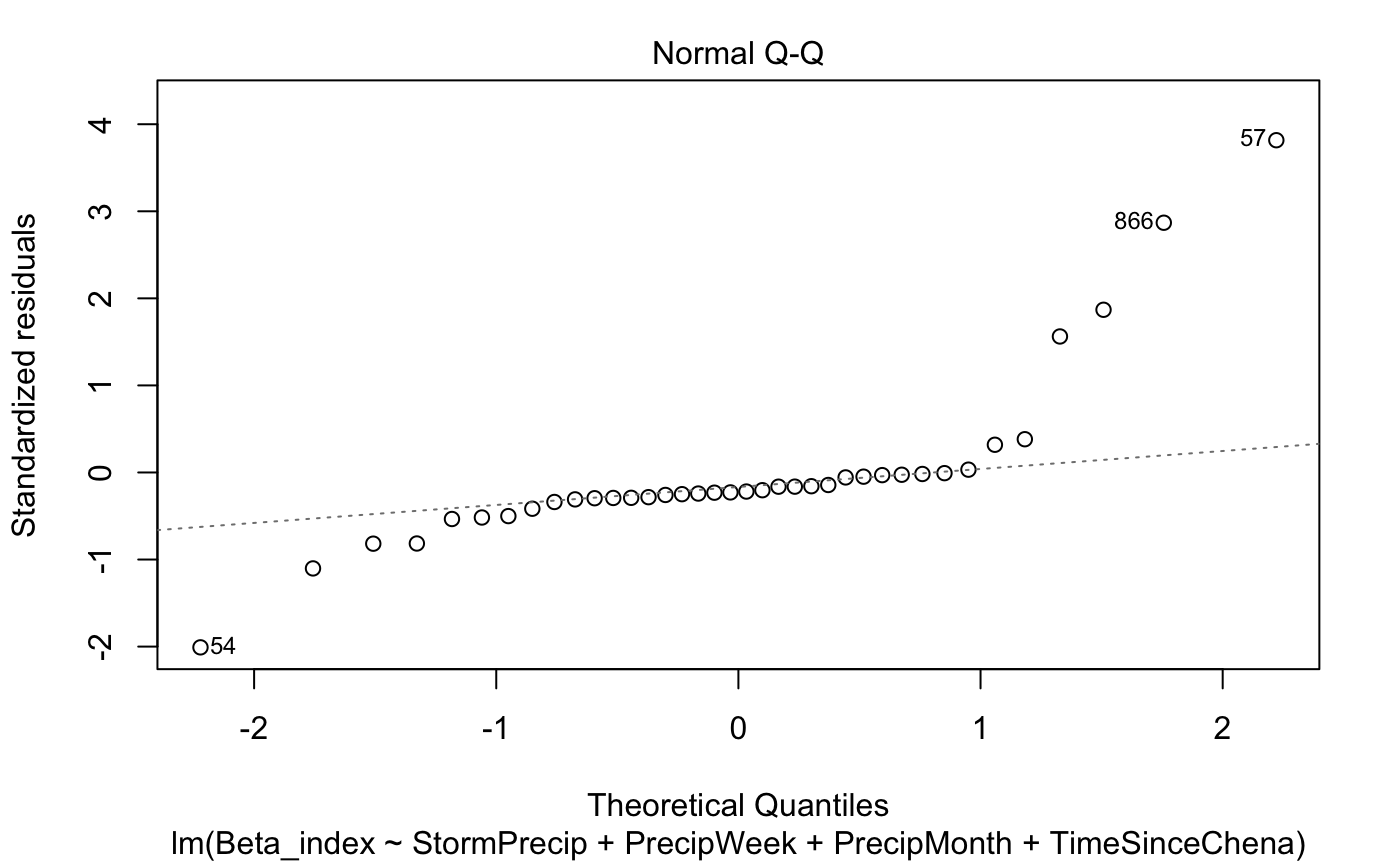 Normal Q-Q
Standardized residuals
4
3
2
1
0
-1
-2
57
866
54
-2 -1 0 1 2
Theoretical Quantiles
lm(Beta_index ~ StormPrecip + PrecipWeek + PrecipMonth + TimeSinceChena)